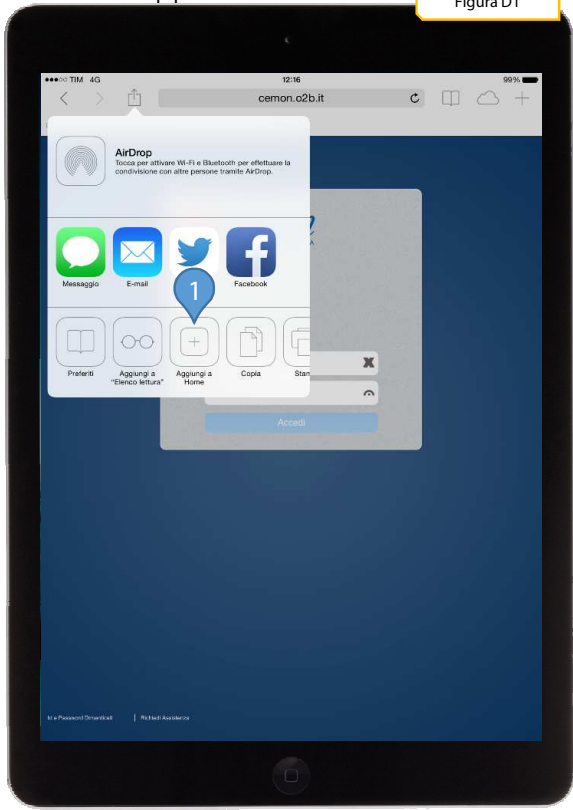 Figura D1
TIM 4G
12:16
99%
cemon.o2b.it
AirDrop
Tocca per attivare Wi-Fi e Bluetooth per effettuare la
condivisione con altre persone tramite AirDrop.
Messaggio
E-mail
Facebook
1
Preferiti
Aggiungi a
"Elenco lettura"
Aggiungi a
Home
Copia
Stam
Accedi
Id e Password Dimenticati | Richiedi Assistenza